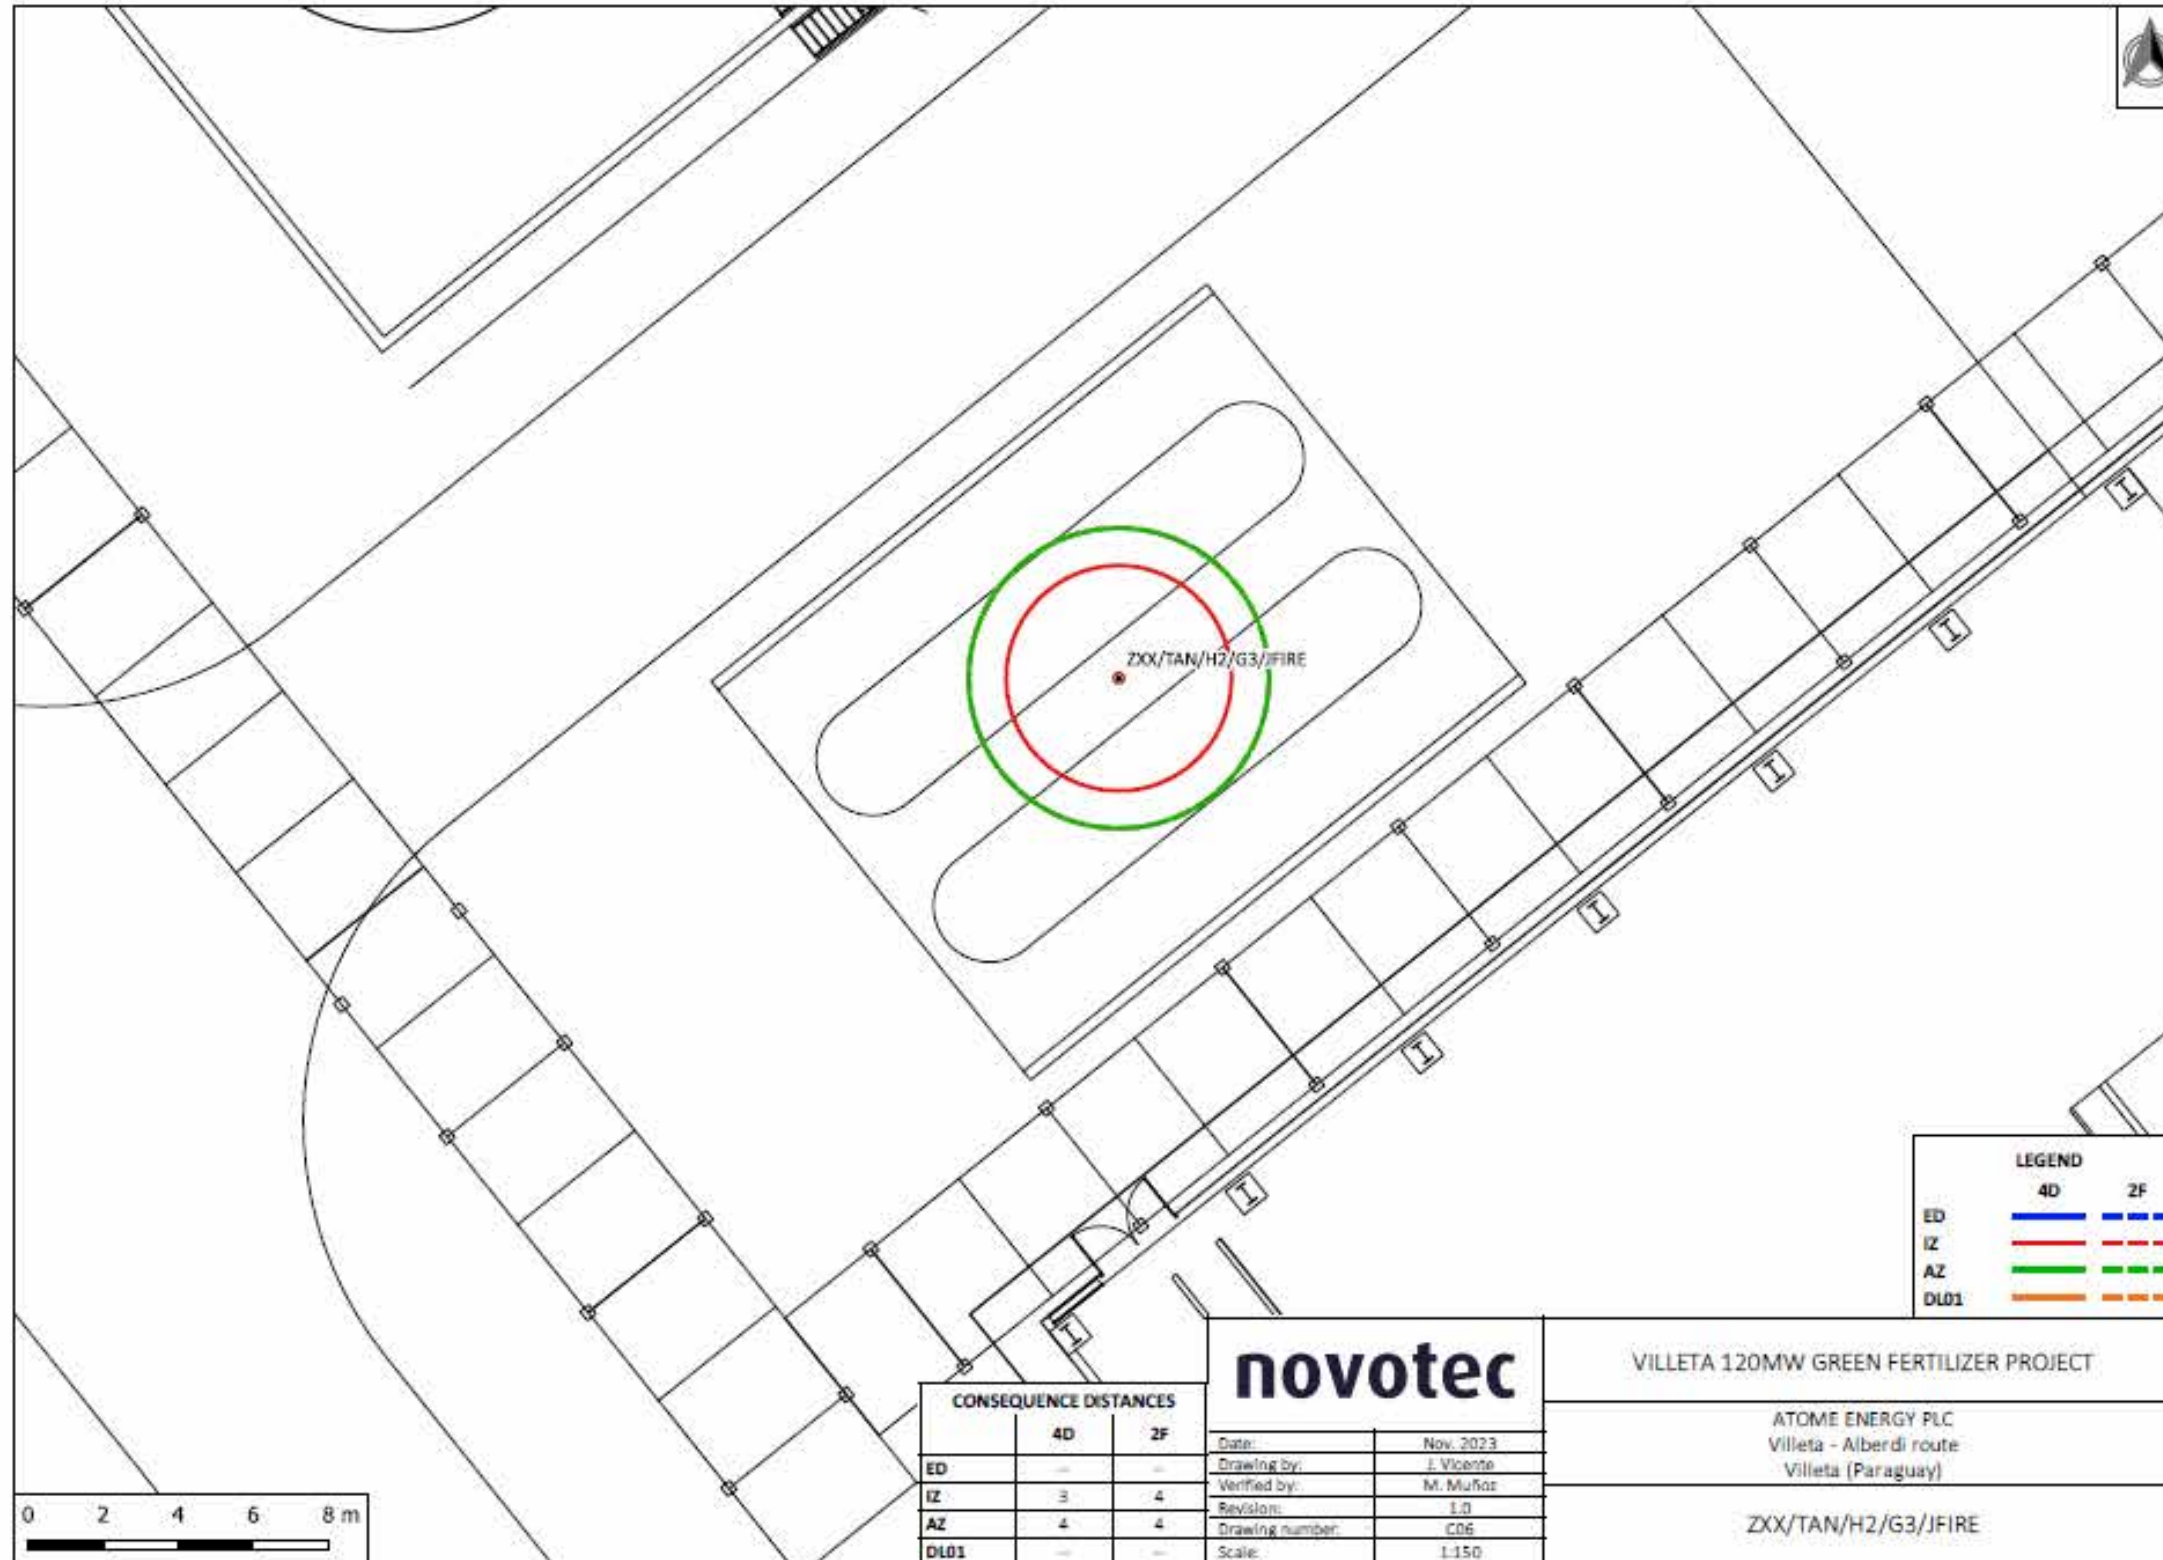 ZXX/TAN/H2/G3/JFIRE
I
I
I
I
I
I
I
LEGEND
4D 2F
ED
IZ
AZ
DL01
CONSEQUENCE DISTANCES
4D 2F
ED — —
IZ 3 4
AZ 4 4
DL01 — —
novotec
Date: Nov. 2023
Drawing by: J. Vicente
Verified by: M. Muñoz
Revision: 1.0
Drawing number: C06
Scale: 1:150
VILLETA 120MW GREEN FERTILIZER PROJECT
ATOME ENERGY PLC
Villeta - Alberdi route
Villeta (Paraguay)
ZXX/TAN/H2/G3/JFIRE
0 2 4 6 8 m